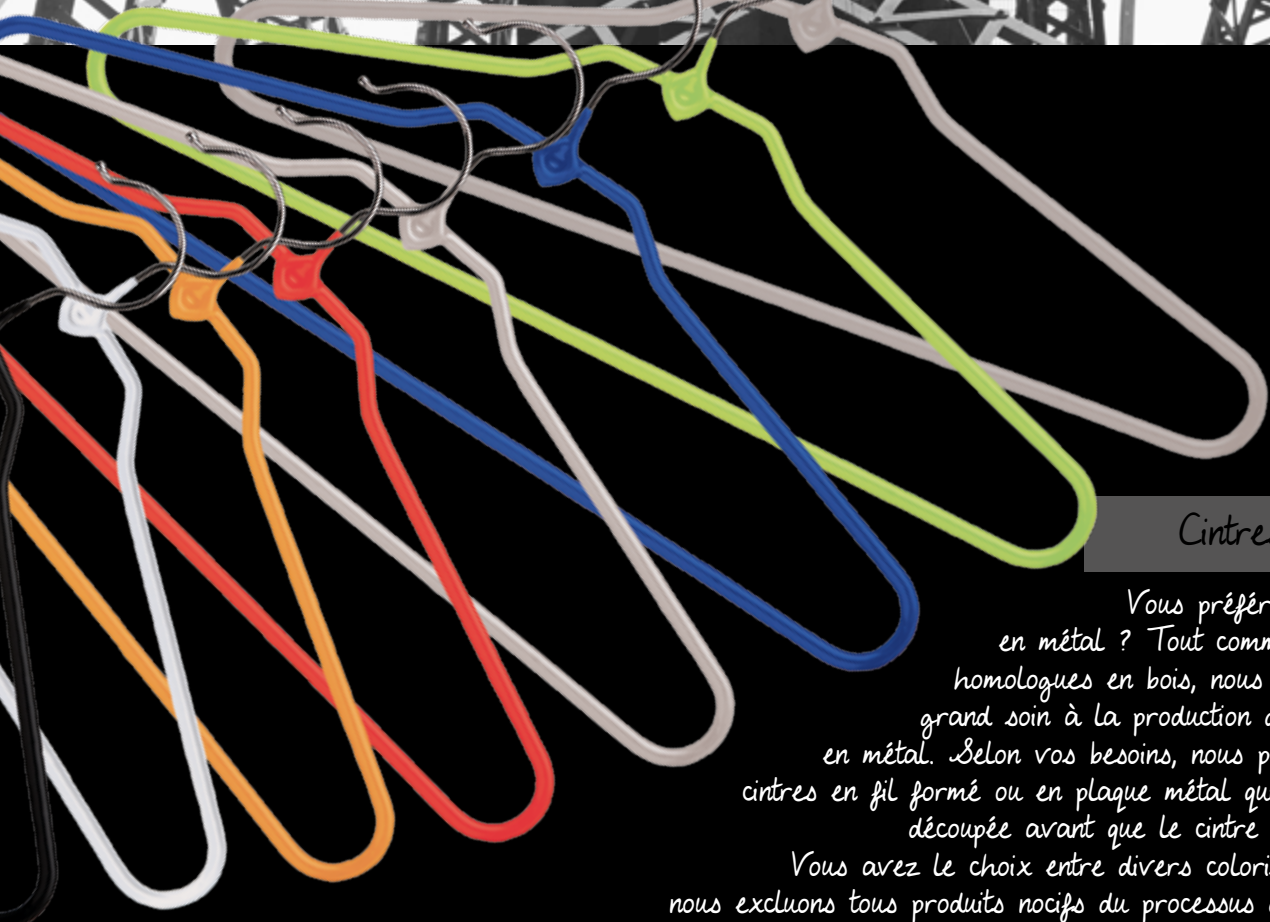 Cintres
Vous préfér
en métal ? Tout comm
homologues en bois, nous
grand soin à la production
en métal. Selon vos besoins, nous p
cintres en fil formé ou en plaque métal qu
découpée avant que le cintre
Vous avez le choix entre divers coloris
nous excluons tous produits nocifs du processus